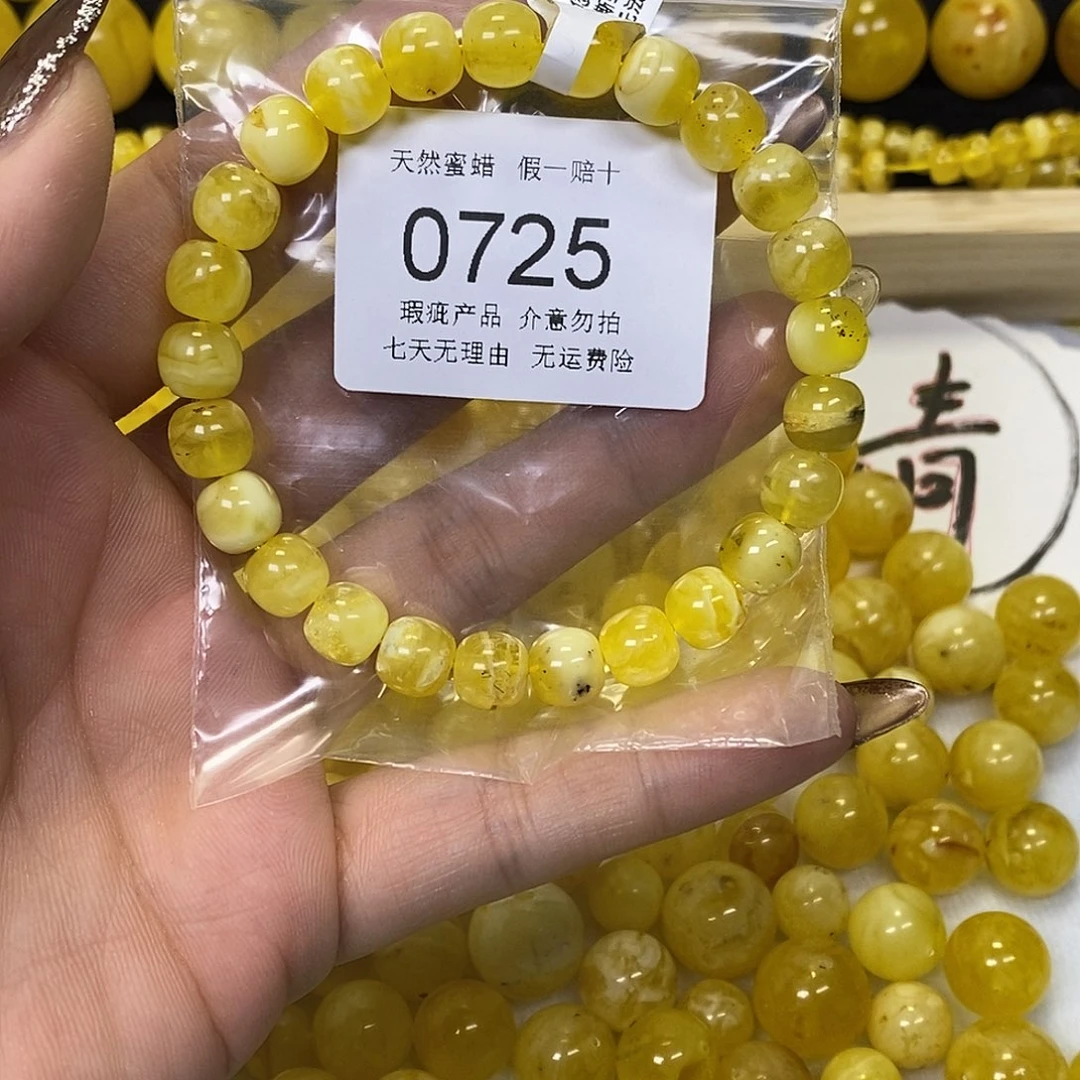 天然蜜蜡 假一赔十
0725
瑕疵产品 介意勿拍
七天无理由 无运费险
青